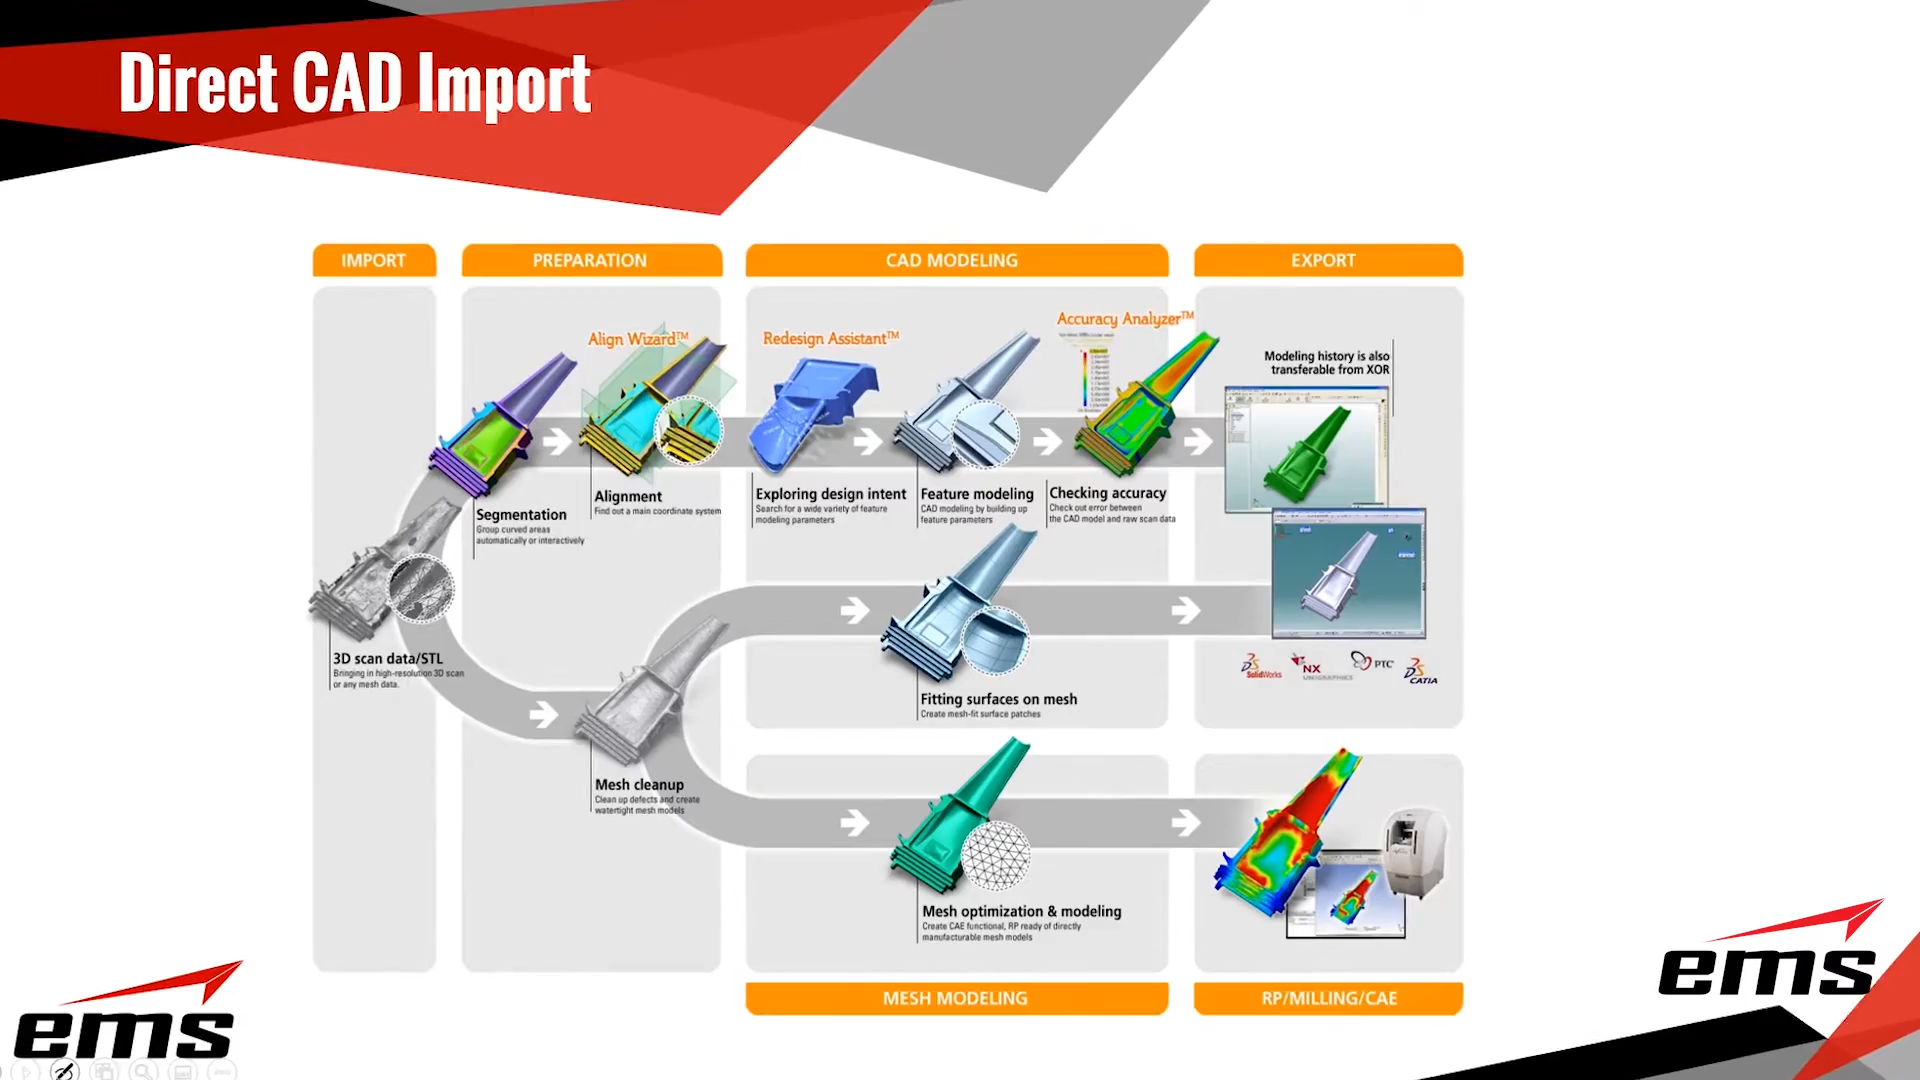 Direct CAD Import
IMPORT
PREPARATION
CAD MODELING
EXPORT
Align Wizard™
Redesign Assistant™
Accuracy Analyzer™
Modeling history is also
transferable from XOR
Segmentation
Group curved areas
automatically or interactively
Alignment
Find out a main coordinate system
Exploring design intent
Search for a wide variety of feature
modeling parameters
Feature modeling
CAD modeling by building up
feature parameters
Checking accuracy
Check out error between
the CAD model and raw scan data
3D scan data/STL
Bringing in high-resolution 3D scan
or any mesh data.
Fitting surfaces on mesh
Create mesh-fit surface patches
SolidWorks
NX
UNIGRAPHICS
PTC
CATIA
Mesh cleanup
Clean up defects and create
watertight mesh models
Mesh optimization & modeling
Create CAE functional, RP ready of directly
manufacturable mesh models
MESH MODELING
RP/MILLING/CAE
ems
ems